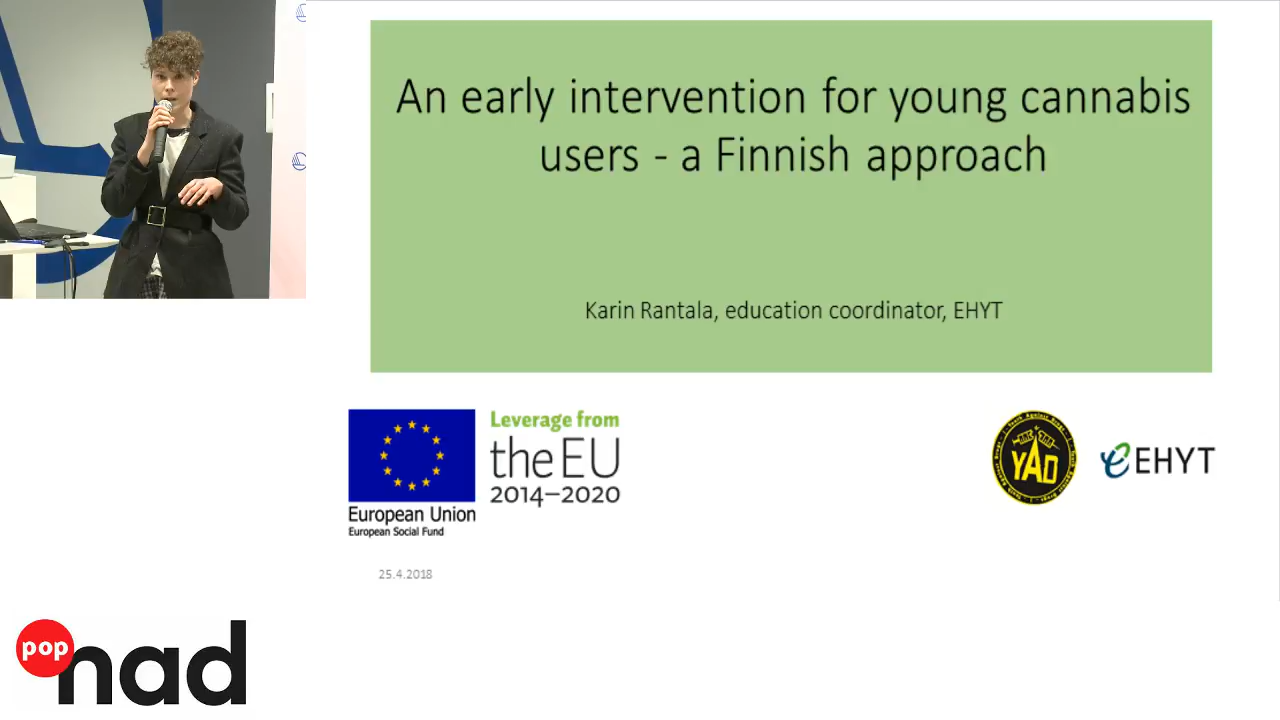 An early intervention for young cannabis
users - a Finnish approach
Karin Rantala, education coordinator, EHYT
Leverage from
the EU
2014–2020
European Union
European Social Fund
YAD
EHYT
25.4.2018
pop
nad